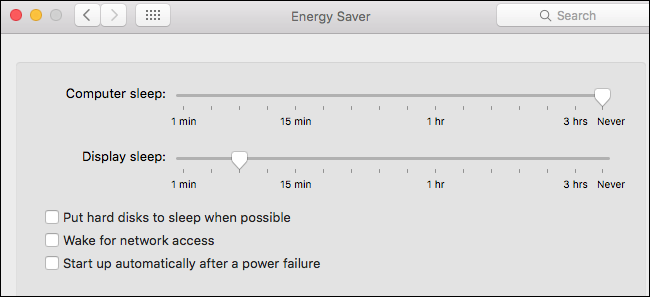 Energy Saver
Search
Computer sleep:
1 min 15 min 1 hr 3 hrs Never
Display sleep:
1 min 15 min 1 hr 3 hrs Never
Put hard disks to sleep when possible
Wake for network access
Start up automatically after a power failure